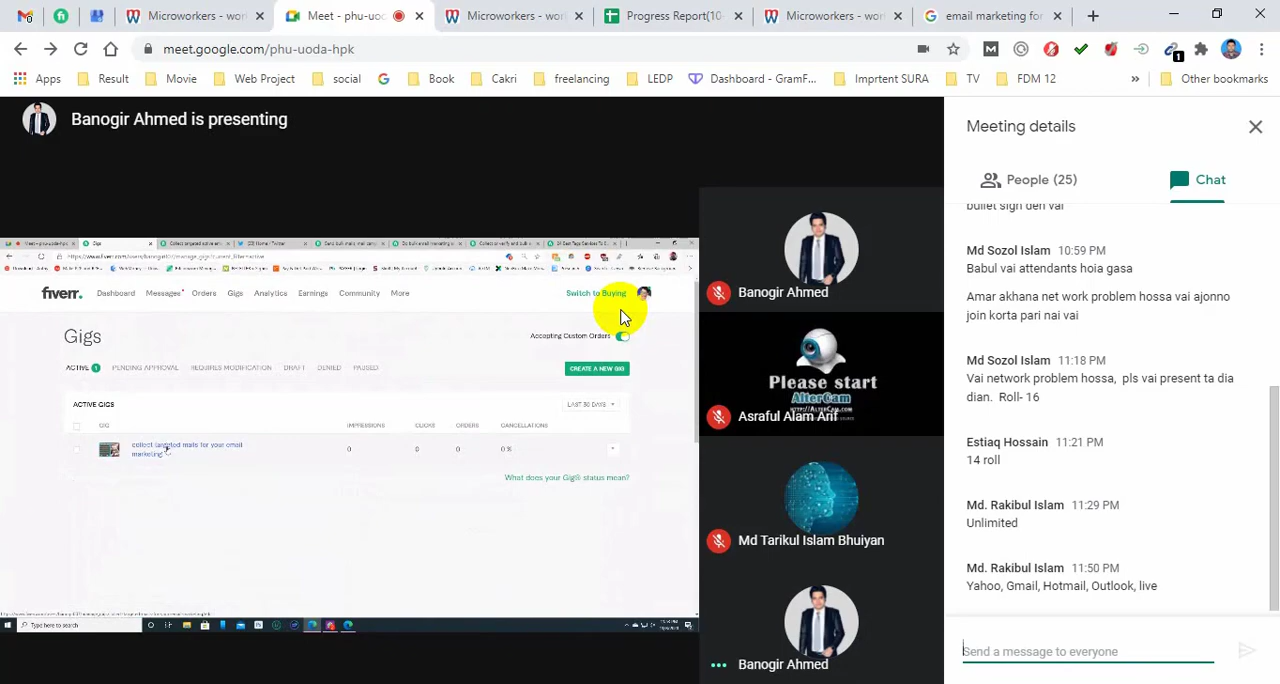 Microworkers - wor
Meet - phu-uoc
Microworkers - wor
Progress Report(10-
Microworkers - wor
email marketing for
meet.google.com/phu-uoda-hpk
1
Apps
Result
Movie
Web Project
social
Book
Cakri
freelancing
LEDP
Dashboard - GramF...
Imprtent SURA
TV
FDM 12
»
Other bookmarks
Banogir Ahmed is presenting
Meeting details
People (25)
Chat
bullet sign den vai
Md Sozol Islam 10:59 PM
Babul vai attendants hoia gasa
Amar akhana net work problem hossa vai ajonno
join korta pari nai vai
Md Sozol Islam 11:18 PM
Vai network problem hossa, pls vai present ta dia
dian. Roll- 16
Estiaq Hossain 11:21 PM
14 roll
Md. Rakibul Islam 11:29 PM
Unlimited
Md. Rakibul Islam 11:50 PM
Yahoo, Gmail, Hotmail, Outlook, live
Send a message to everyone
Banogir Ahmed
Please start
AlterCam
Asraful Alam Arif
Md Tarikul Islam Bhuiyan
Banogir Ahmed
fiverr.
Dashboard
Messages
Orders
Gigs
Analytics
Earnings
Community
More
Switch to Buying
Gigs
Accepting Custom Orders
ACTIVE 1
PENDING APPROVAL
REQUIRES MODIFICATION
DRAFT
DENIED
PAUSED
CREATE A NEW GIG
ACTIVE GIGS
LAST 30 DAYS
GIG
IMPRESSIONS
CLICKS
ORDERS
CANCELLATIONS
collect targeted mails for your email
marketing
0
0
0
0 %
What does your Gig® status mean?
Type here to search